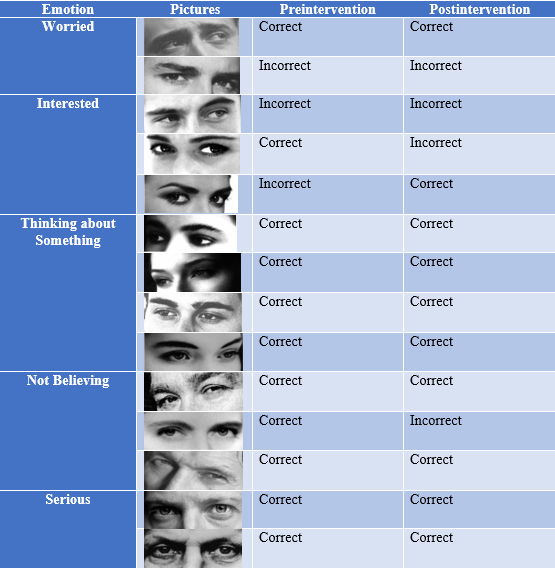 Emotion Pictures Preintervention Postintervention
Worried Correct Correct
Incorrect Incorrect
Interested Incorrect Incorrect
Correct Incorrect
Incorrect Correct
Thinking about Something Correct Correct
Correct Correct
Correct Correct
Correct Correct
Not Believing Correct Correct
Correct Incorrect
Correct Correct
Serious Correct Correct
Correct Correct